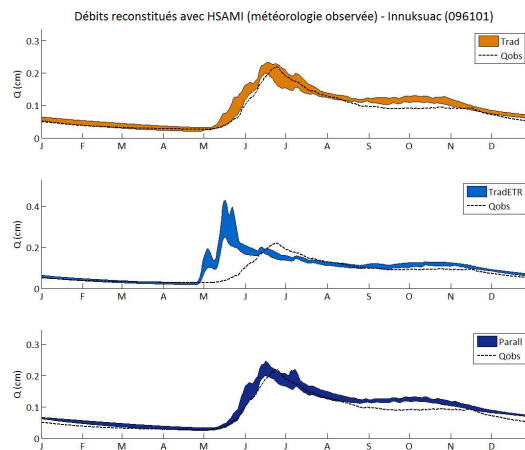 Débits reconstitués avec HSAMI (météorologie observée) - Innuksuac (096101)
Trad
Qobs
Q (cm)
0.3
0.2
0.1
0
J F M A M J J A S O N D
TradETR
Qobs
Q (cm)
0.4
0.2
0
J F M A M J J A S O N D
Parall
Qobs
Q (cm)
0.3
0.2
0.1
0
J F M A M J J A S O N D